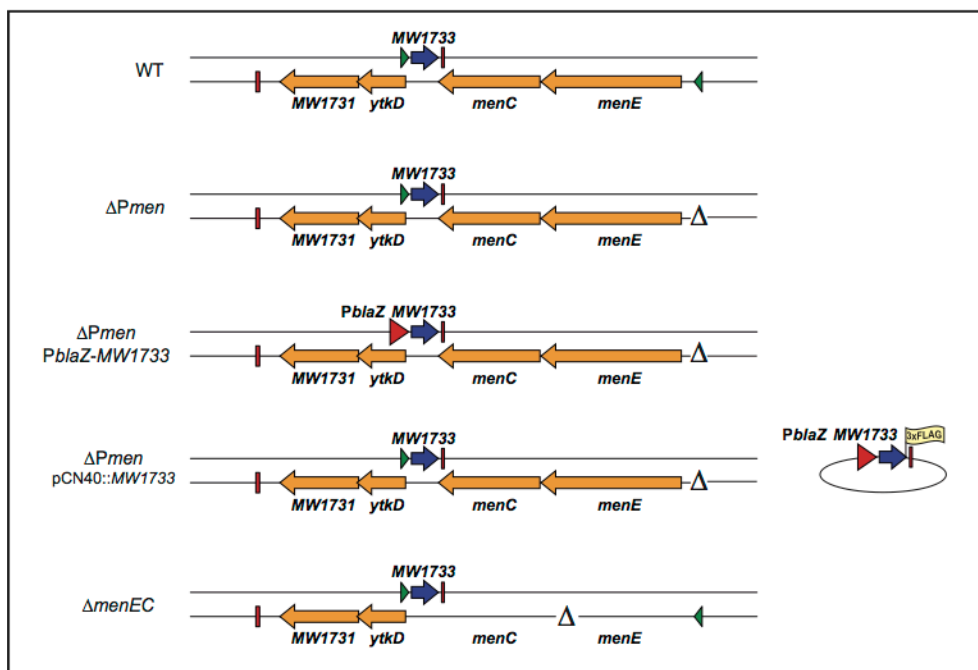 MW1733
WT
MW1731 ytkD menC menE
MW1733
ΔPmen
Δ
MW1731 ytkD menC menE
PblaZ MW1733
ΔPmen
PblaZ-MW1733
Δ
MW1731 ytkD menC menE
MW1733
ΔPmen
pCN40::MW1733
Δ
MW1731 ytkD menC menE
PblaZ MW1733 3xFLAG
MW1733
ΔmenEC
Δ
MW1731 ytkD menC menE